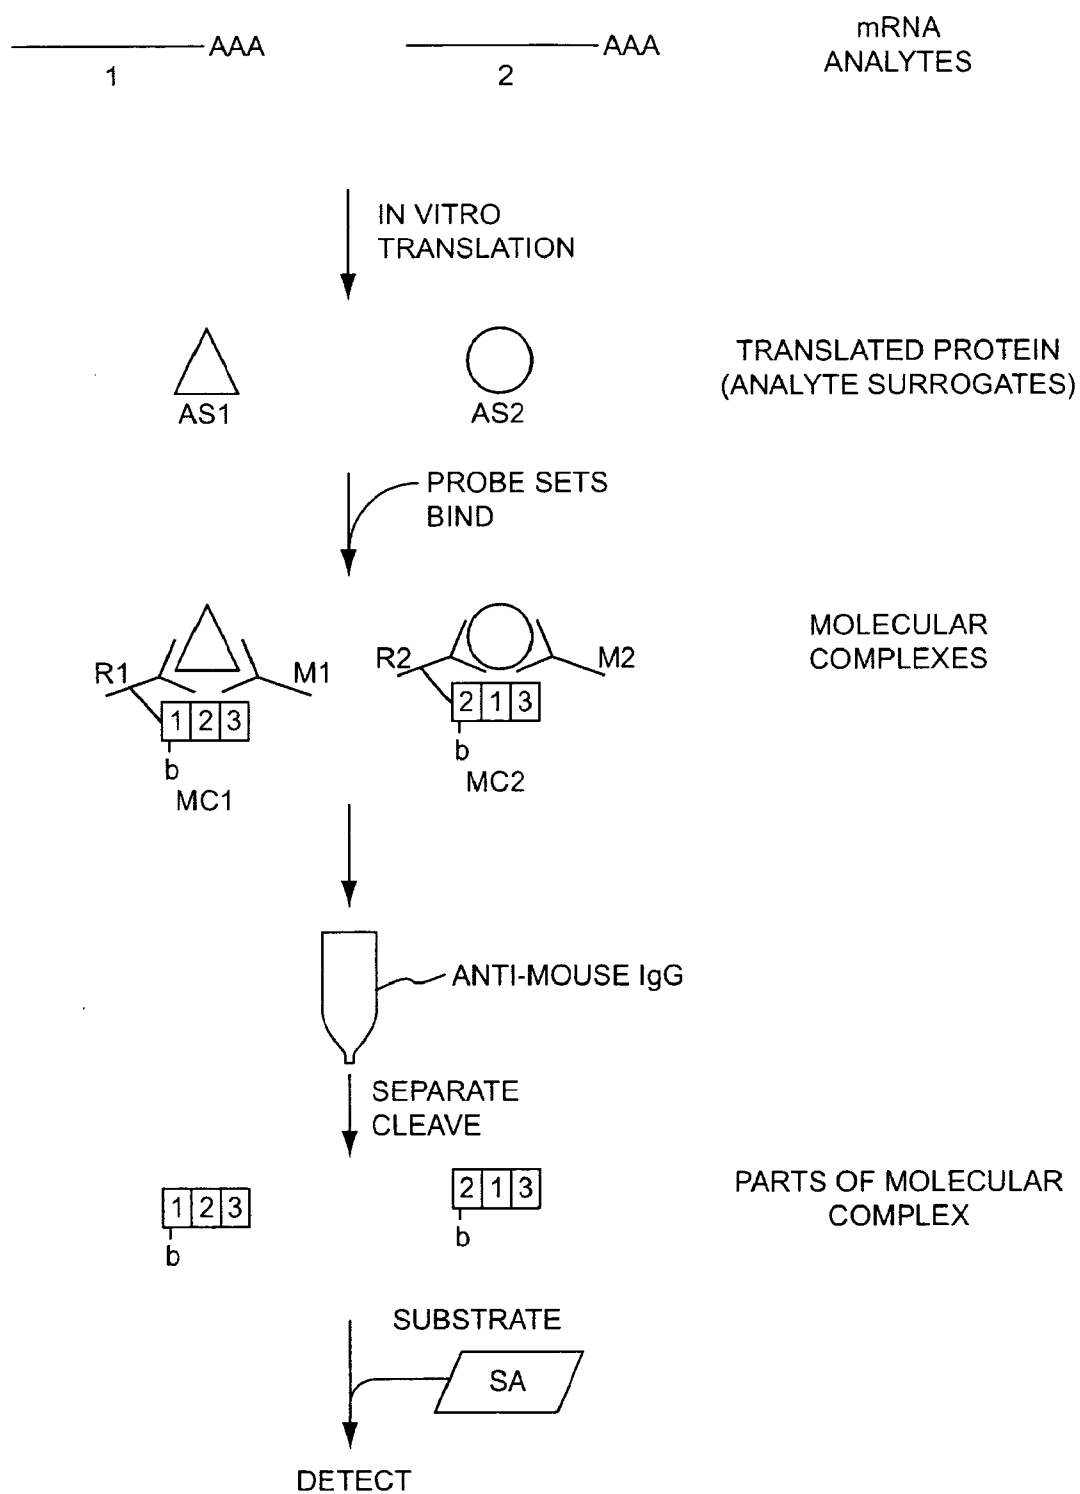 AAA
1
AAA
2
mRNA
ANALYTES
IN VITRO
TRANSLATION
AS1
AS2
TRANSLATED PROTEIN
(ANALYTE SURROGATES)
PROBE SETS
BIND
R1
M1
1 2 3
b
MC1
R2
M2
2 1 3
b
MC2
MOLECULAR
COMPLEXES
ANTI-MOUSE IgG
SEPARATE
CLEAVE
1 2 3
b
2 1 3
b
PARTS OF MOLECULAR
COMPLEX
SUBSTRATE
SA
DETECT